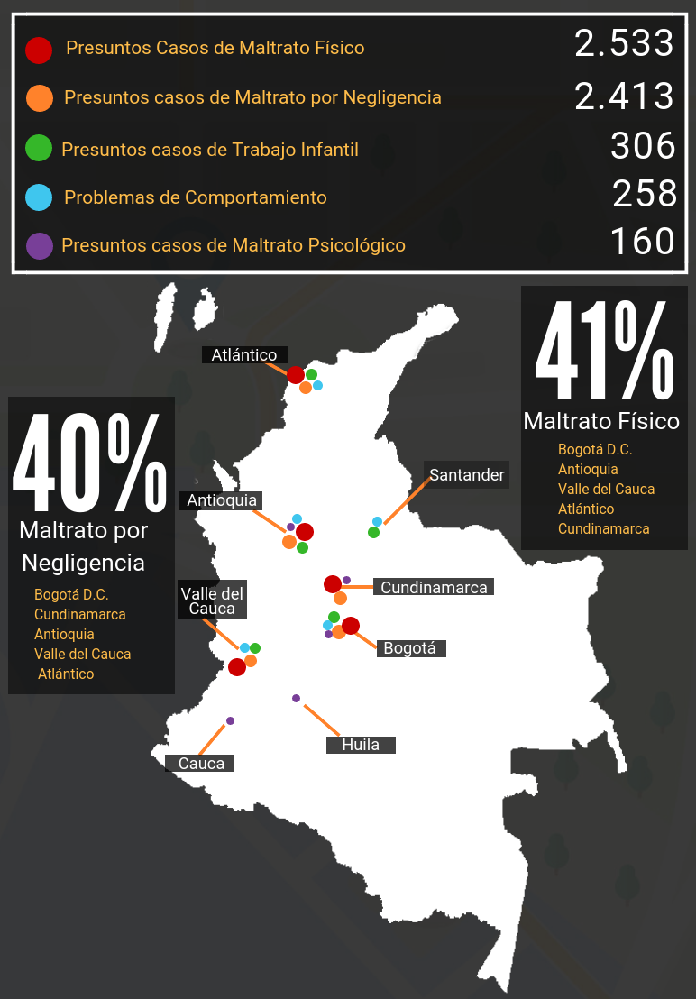 Presuntos Casos de Maltrato Físico 2.533
Presuntos casos de Maltrato por Negligencia 2.413
Presuntos casos de Trabajo Infantil 306
Problemas de Comportamiento 258
Presuntos casos de Maltrato Psicológico 160
41%
Maltrato Físico
Bogotá D.C.
Antioquia
Valle del Cauca
Atlántico
Cundinamarca
40%
Maltrato por
Negligencia
Bogotá D.C.
Cundinamarca
Antioquia
Valle del Cauca
Atlántico
Atlántico
Santander
Antioquia
Cundinamarca
Valle del
Cauca
Bogotá
Huila
Cauca